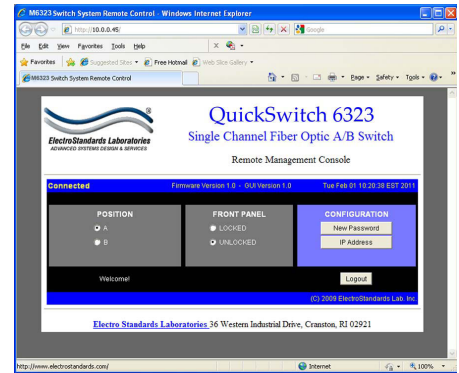 M6323 Switch System Remote Control - Windows Internet Explorer
http://10.0.0.45/
Google
File Edit View Favorites Tools Help
Favorites Suggested Sites Free Hotmail Web Slice Gallery
M6323 Switch System Remote Control
Page Safety Tools
ElectroStandards Laboratories
ADVANCED SYSTEMS DESIGN & SERVICES
QuickSwitch 6323
Single Channel Fiber Optic A/B Switch
Remote Management Console
Connected Firmware Version 1.0 - GUI Version 1.0 Tue Feb 01 10:20:38 EST 2011
POSITION FRONT PANEL CONFIGURATION
A LOCKED New Password
B UNLOCKED IP Address
Welcome! Logout
(C) 2009 ElectroStandards Lab. Inc.
Electro Standards Laboratories 36 Western Industrial Drive, Cranston, RI 02921
http://www.electrostandards.com/ Internet 100%